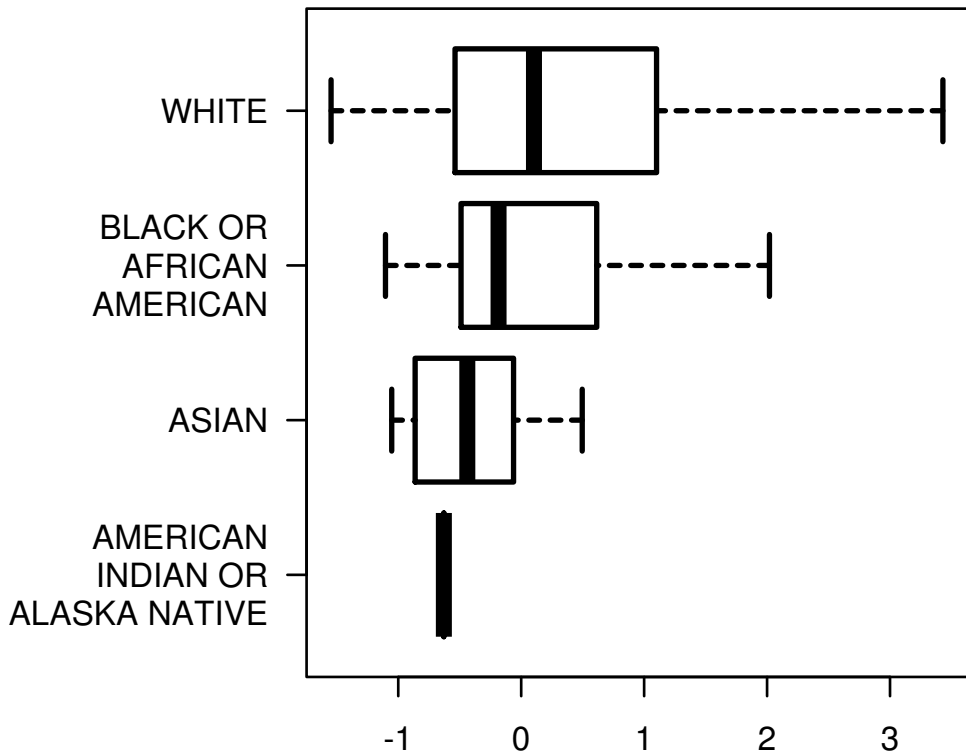 WHITE
BLACK OR
AFRICAN
AMERICAN
ASIAN
AMERICAN
INDIAN OR
ALASKA NATIVE
-1 0 1 2 3